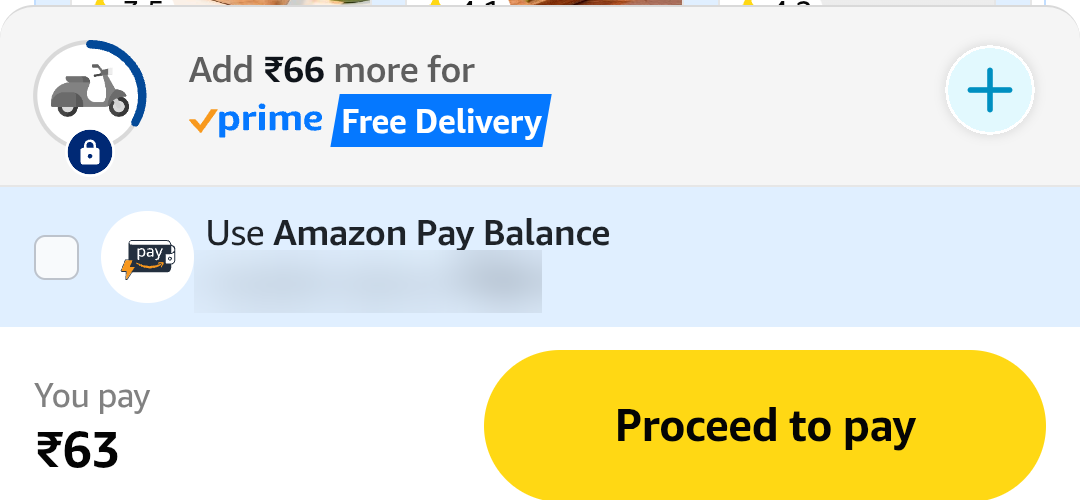 Add ₹66 more for
prime Free Delivery
pay
Use Amazon Pay Balance
You pay
₹63
Proceed to pay